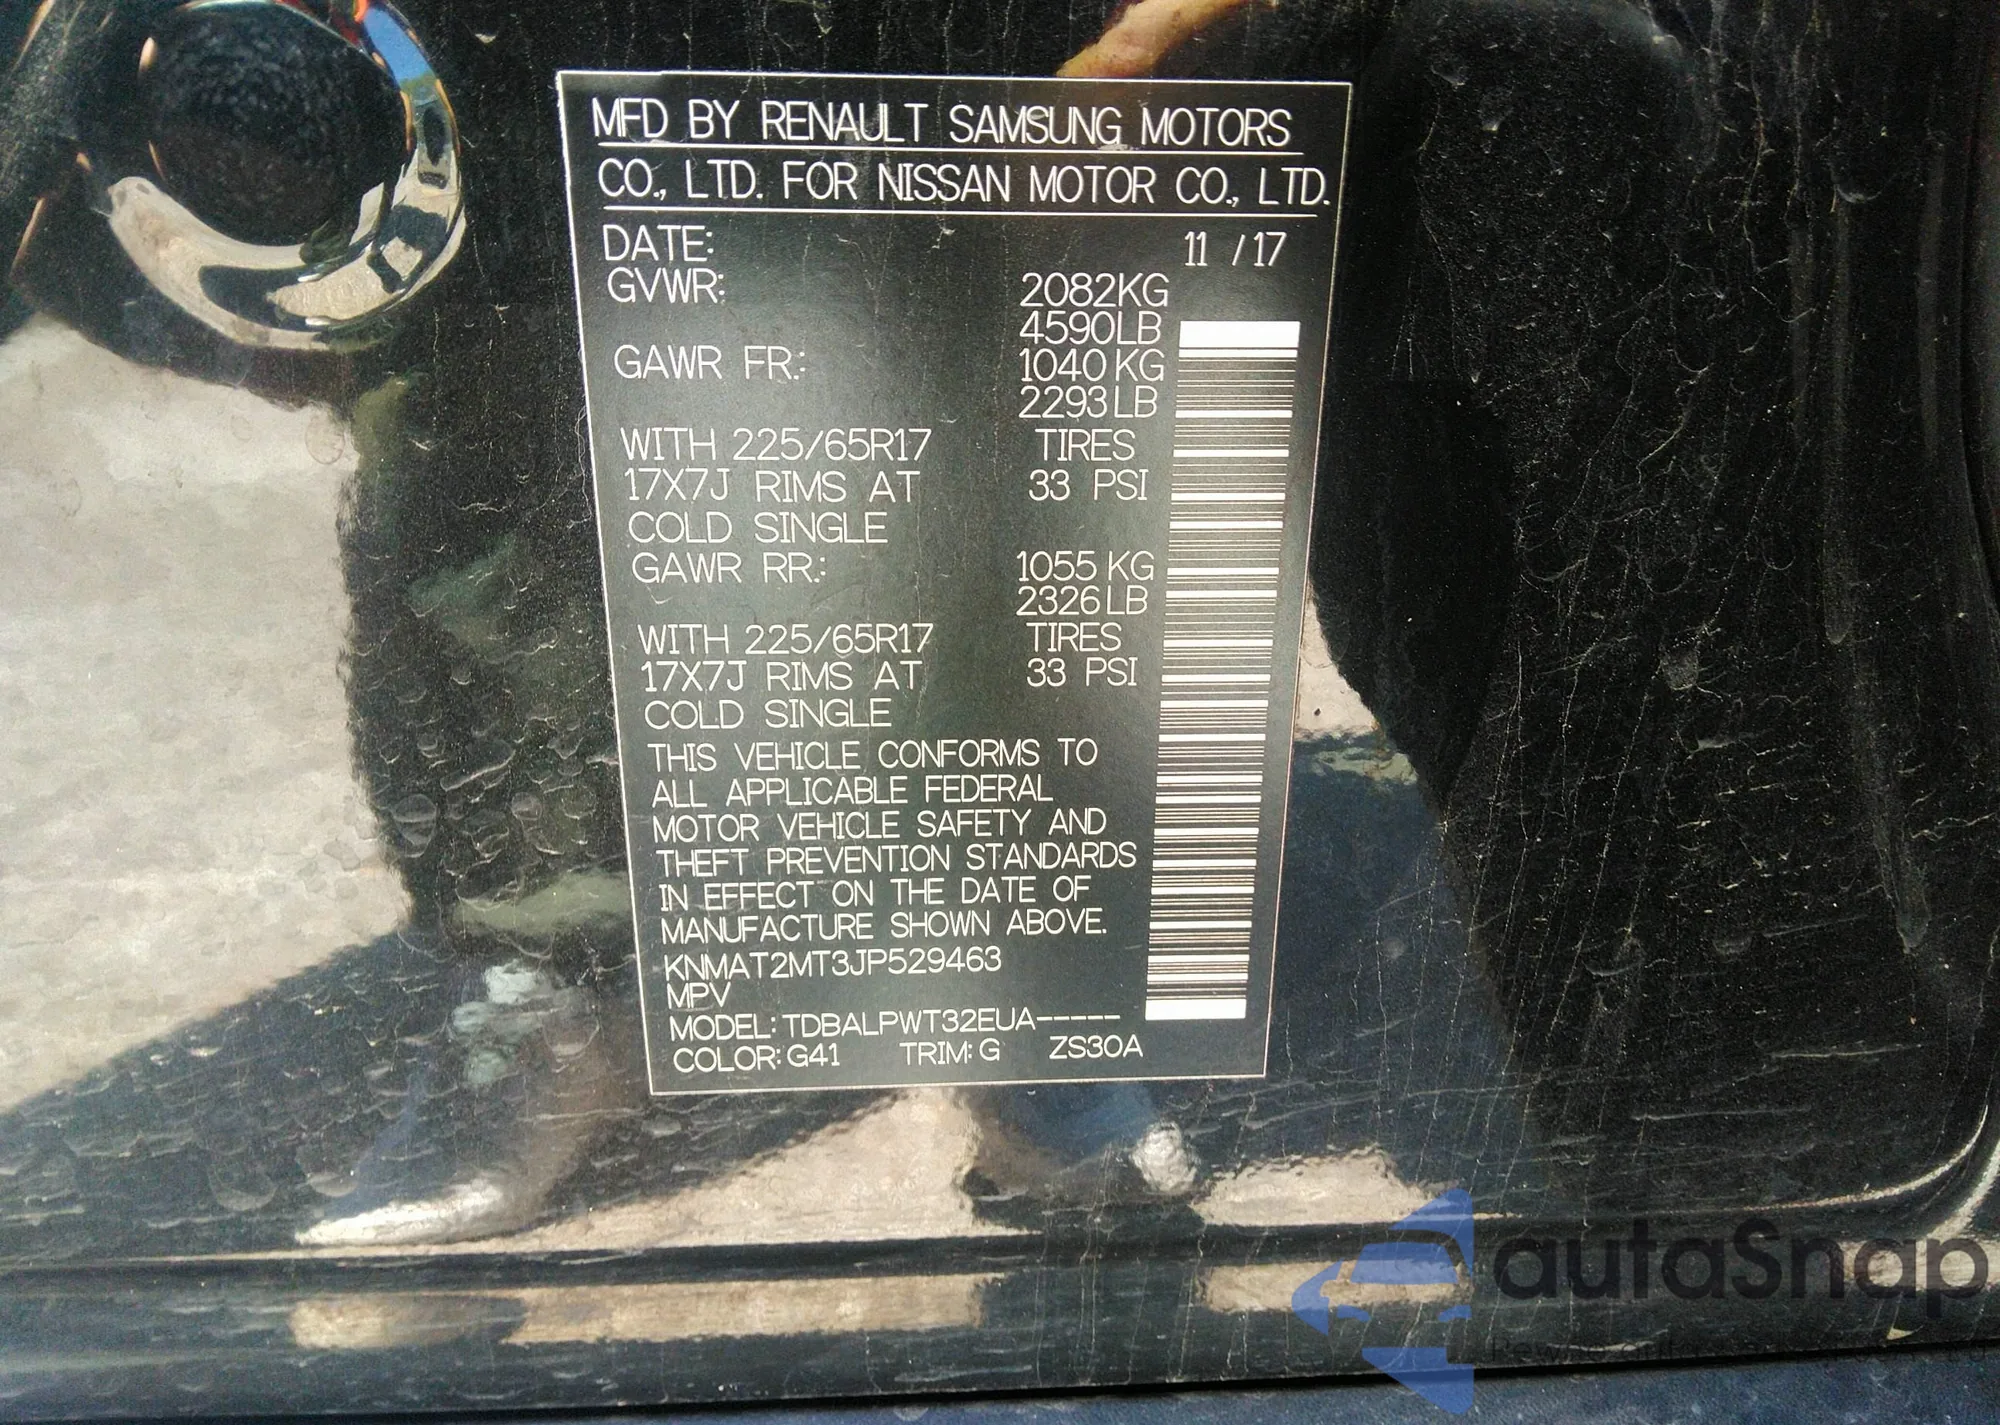 MFD BY RENAULT SAMSUNG MOTORS
CO., LTD. FOR NISSAN MOTOR CO., LTD.
DATE: 11 / 17
GVWR: 2082KG
4590LB
GAWR FR.: 1040 KG
2293 LB
WITH 225/65R17 TIRES
17X7J RIMS AT 33 PSI
COLD SINGLE
GAWR RR.: 1055 KG
2326 LB
WITH 225/65R17 TIRES
17X7J RIMS AT 33 PSI
COLD SINGLE
THIS VEHICLE CONFORMS TO
ALL APPLICABLE FEDERAL
MOTOR VEHICLE SAFETY AND
THEFT PREVENTION STANDARDS
IN EFFECT ON THE DATE OF
MANUFACTURE SHOWN ABOVE.
KNMAT2MT3JP529463
MPV
MODEL: TDBALPWT32EUA-----
COLOR: G41 TRIM: G ZS30A
autaSnap